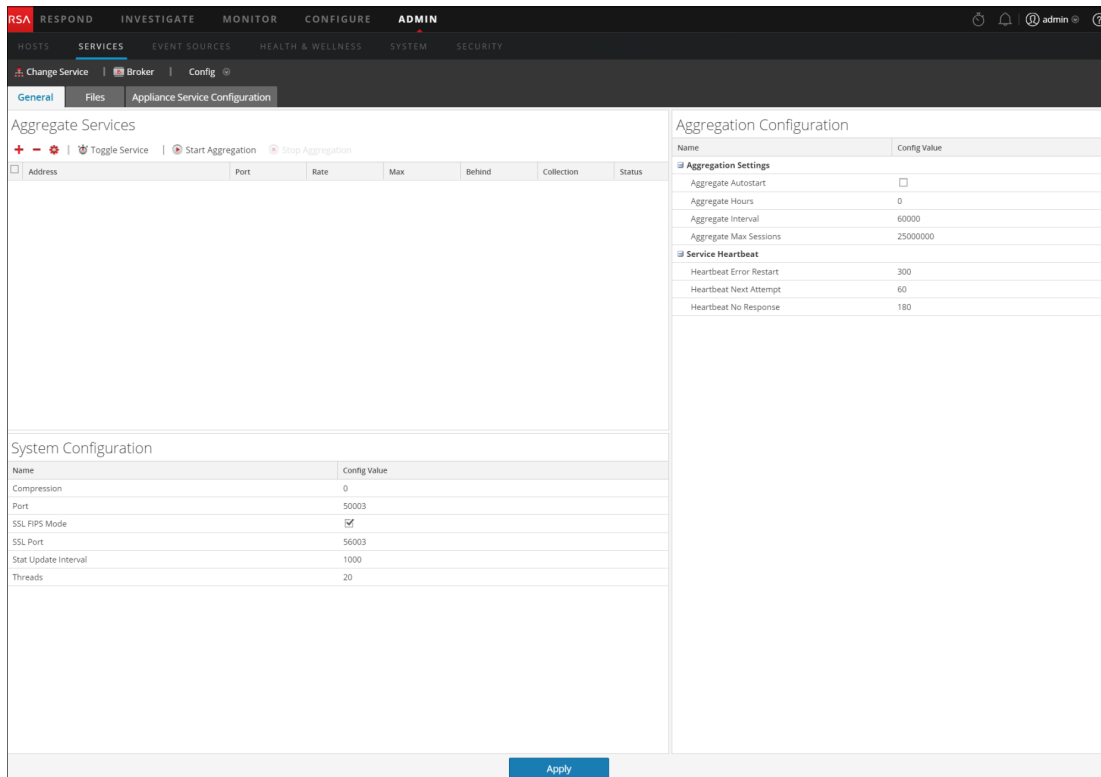 RSA RESPOND INVESTIGATE MONITOR CONFIGURE ADMIN admin
HOSTS SERVICES EVENT SOURCES HEALTH & WELLNESS SYSTEM SECURITY
Change Service | Broker | Config
General Files Appliance Service Configuration
Aggregate Services
Toggle Service | Start Aggregation Stop Aggregation
Address Port Rate Max Behind Collection Status
Aggregation Configuration
Name Config Value
Aggregation Settings
Aggregate Autostart
Aggregate Hours 0
Aggregate Interval 60000
Aggregate Max Sessions 25000000
Service Heartbeat
Heartbeat Error Restart 300
Heartbeat Next Attempt 60
Heartbeat No Response 180
System Configuration
Name Config Value
Compression 0
Port 50003
SSL FIPS Mode
SSL Port 56003
Stat Update Interval 1000
Threads 20
Apply